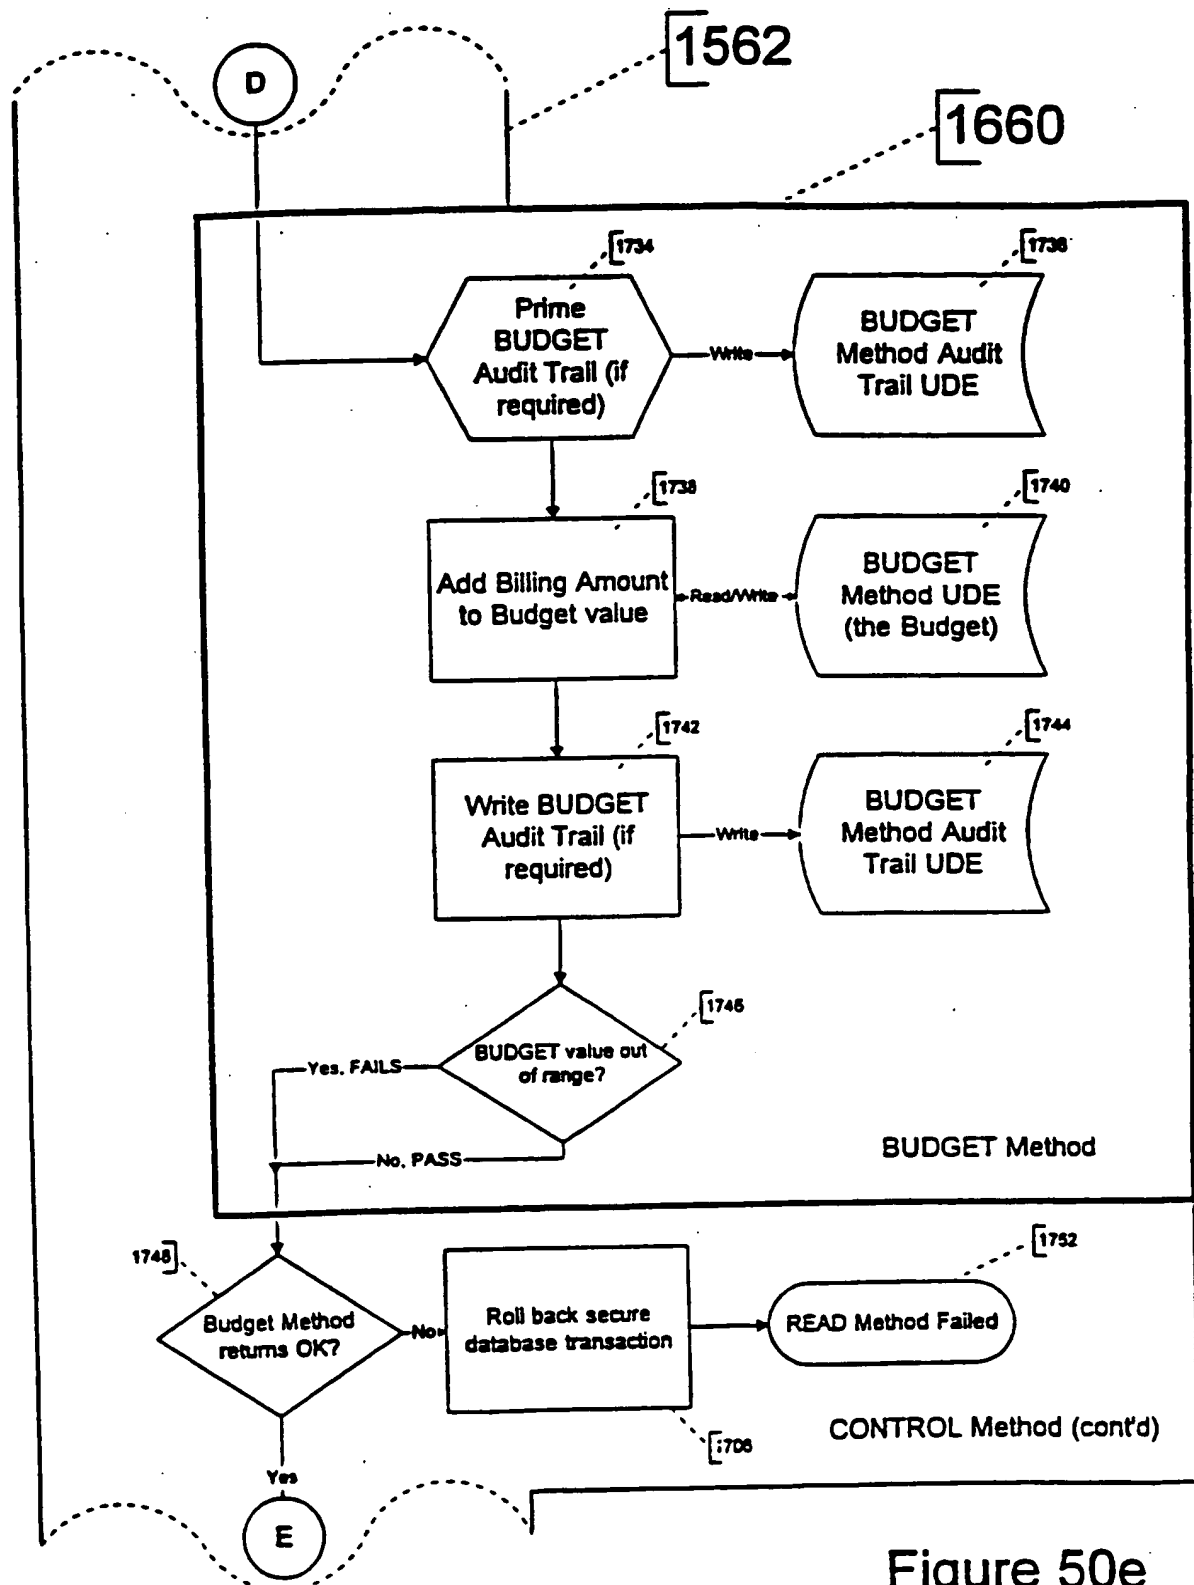 1562
D
1660
1734
1736
Prime
BUDGET
Audit Trail (if
required)
Write
BUDGET
Method Audit
Trail UDE
1738
1740
Add Billing Amount
to Budget value
Read/Write
BUDGET
Method UDE
(the Budget)
1742
1744
Write BUDGET
Audit Trail (if
required)
Write
BUDGET
Method Audit
Trail UDE
1746
BUDGET value out
of range?
Yes, FAILS
No, PASS
BUDGET Method
1748
1752
Budget Method
returns OK?
No
Roll back secure
database transaction
READ Method Failed
CONTROL Method (cont'd)
Yes
E
Figure 50e